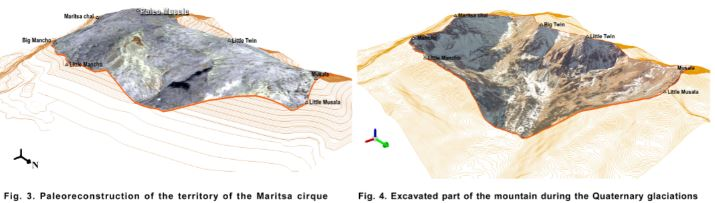 Paleo Musala
Maritsa chal
Big Mancho
Little Twin
Little Mancho
Musala
Little Musala
N
Fig. 3. Paleoreconstruction of the territory of the Maritsa cirque
Maritsa chal
Big Twin
Mancho
Little Twin
Little Mancho
Musala
Little Musala
Fig. 4. Excavated part of the mountain during the Quaternary glaciations